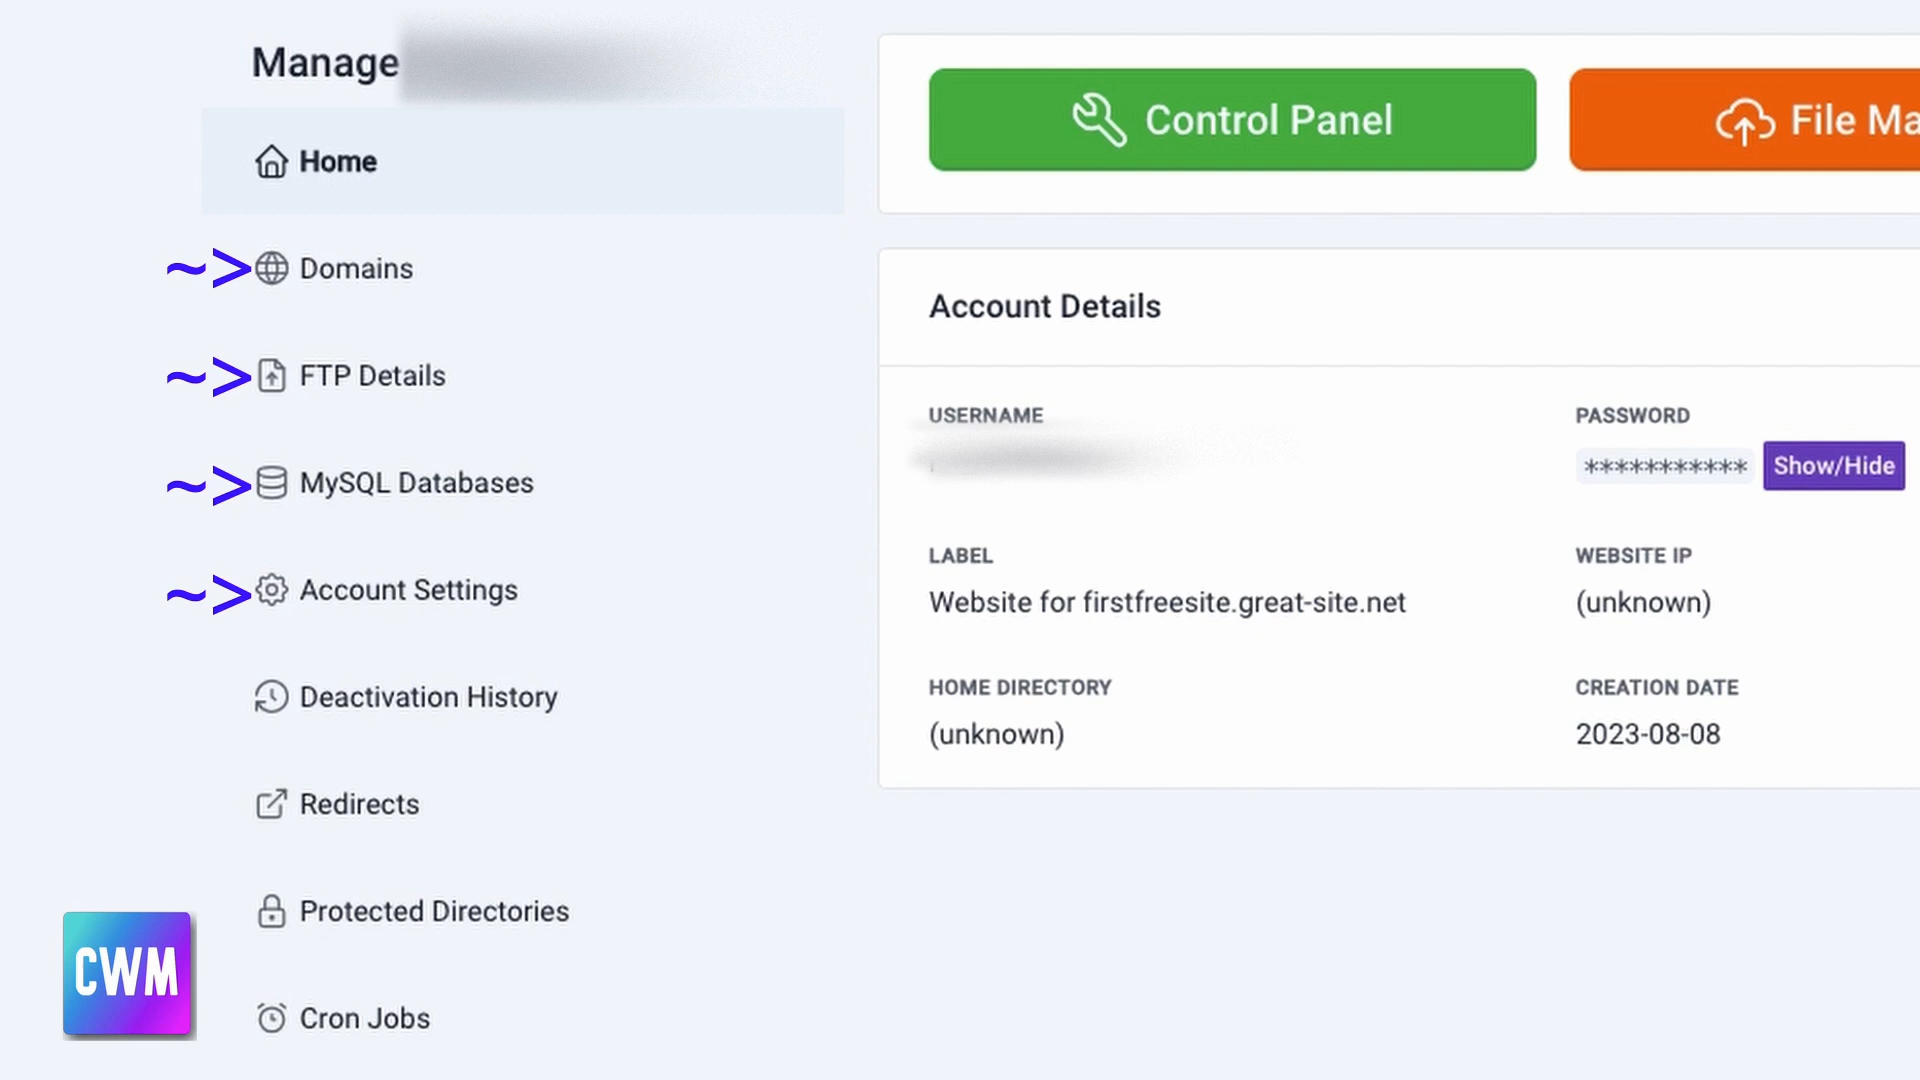 Manage
Home
~> Domains
~> FTP Details
~> MySQL Databases
~> Account Settings
Deactivation History
Redirects
Protected Directories
Cron Jobs
CWM
Control Panel
File Ma
Account Details
USERNAME
PASSWORD
*********** Show/Hide
LABEL
Website for firstfreesite.great-site.net
WEBSITE IP
(unknown)
HOME DIRECTORY
(unknown)
CREATION DATE
2023-08-08